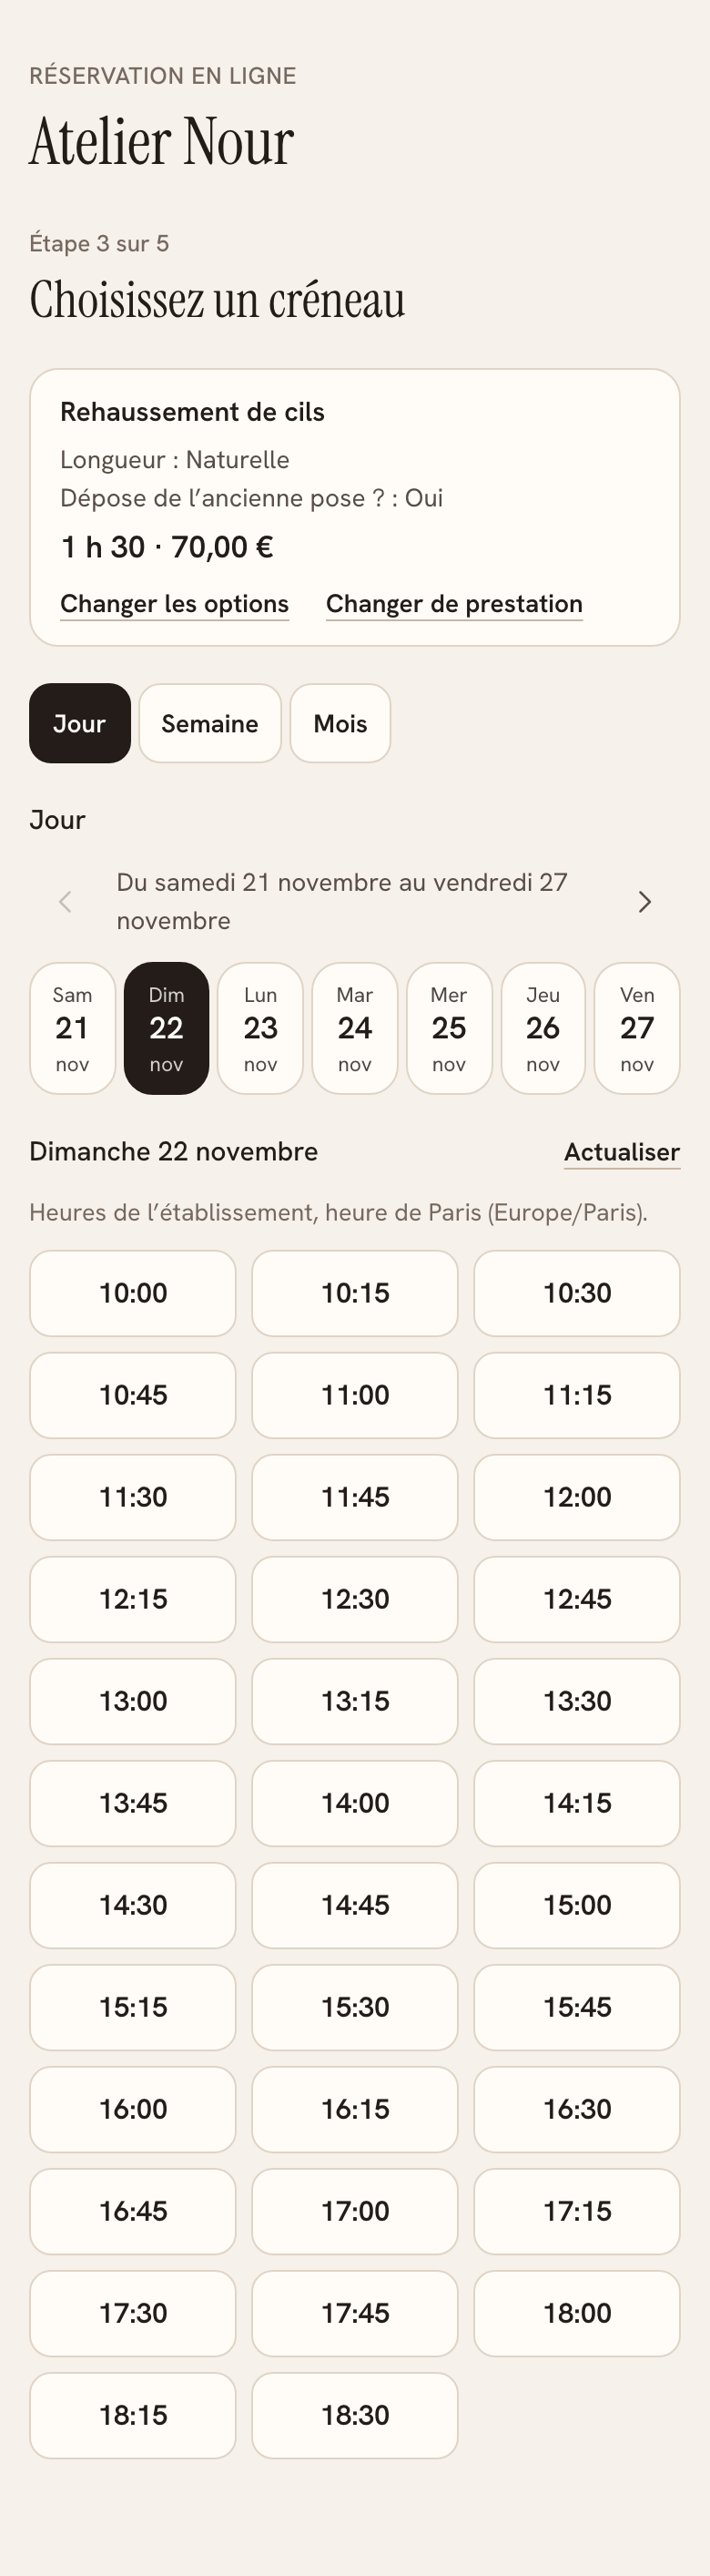 RÉSERVATION EN LIGNE
Atelier Nour
Étape 3 sur 5
Choisissez un créneau
Rehaussement de cils
Longueur : Naturelle
Dépose de l’ancienne pose ? : Oui
1 h 30 · 70,00 €
Changer les options Changer de prestation
Jour Semaine Mois
Jour
Du samedi 21 novembre au vendredi 27
novembre
Sam Dim Lun Mar Mer Jeu Ven
21 22 23 24 25 26 27
nov nov nov nov nov nov nov
Dimanche 22 novembre Actualiser
Heures de l’établissement, heure de Paris (Europe/Paris).
10:00 10:15 10:30
10:45 11:00 11:15
11:30 11:45 12:00
12:15 12:30 12:45
13:00 13:15 13:30
13:45 14:00 14:15
14:30 14:45 15:00
15:15 15:30 15:45
16:00 16:15 16:30
16:45 17:00 17:15
17:30 17:45 18:00
18:15 18:30